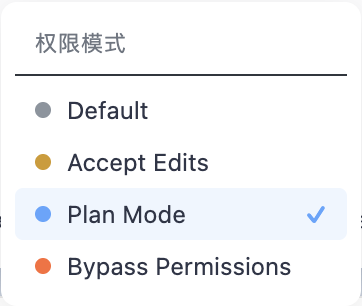 权限模式
Default
Accept Edits
Plan Mode
Bypass Permissions